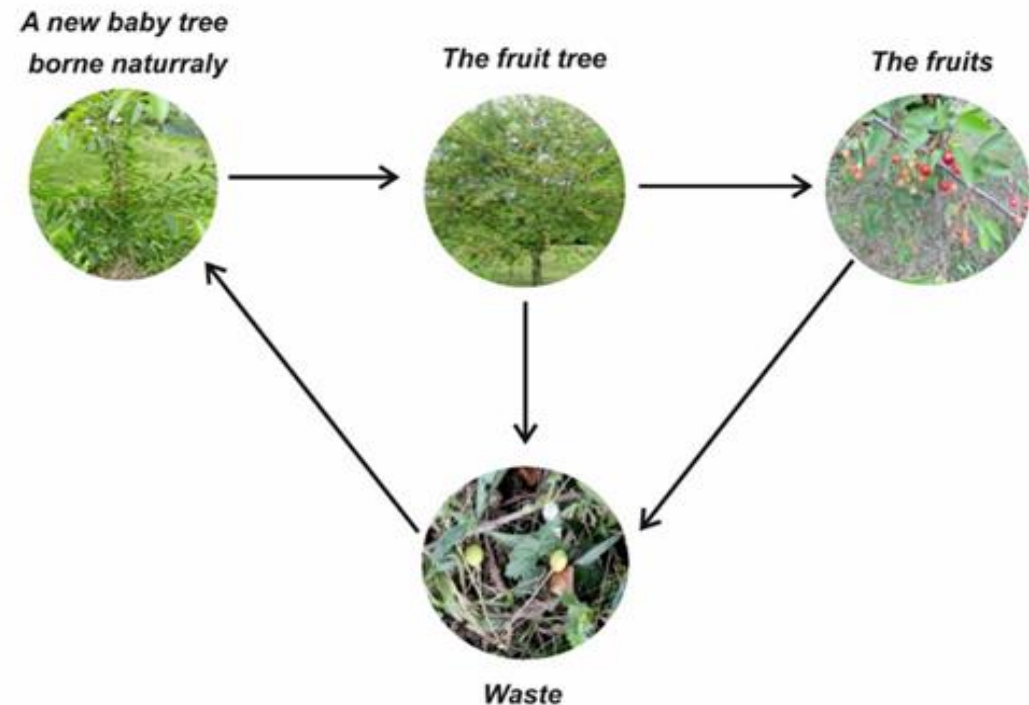 A new baby tree
borne naturraly
The fruit tree
The fruits
Waste